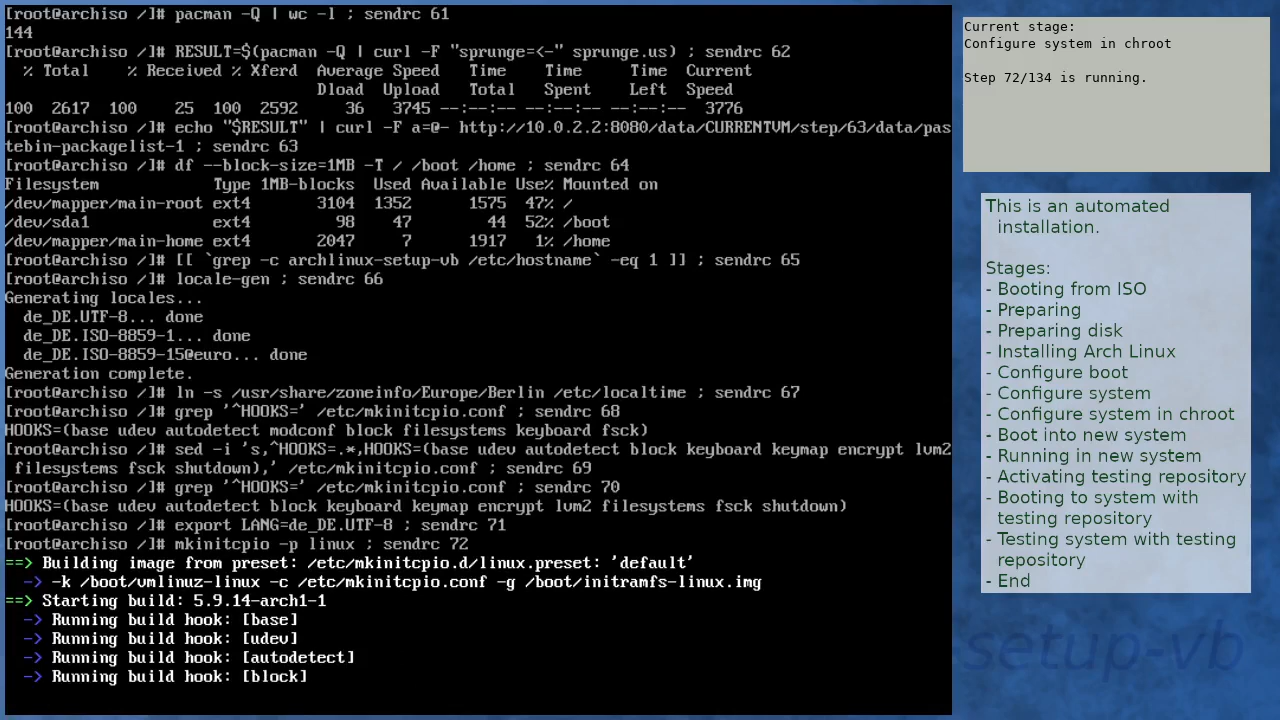 [root@archiso /]# pacman -Q | wc -l ; sendrc 61
144
[root@archiso /]# RESULT=$(pacman -Q | curl -F "sprunge=<-" sprunge.us) ; sendrc 62
  % Total    % Received % Xferd  Average Speed   Time    Time     Time  Current
                                 Dload  Upload   Total   Spent    Left  Speed
100  2617  100    25  100  2592     36   3745 --:--:-- --:--:-- --:--:--  3776
[root@archiso /]# echo "$RESULT" | curl -F a=@- http://10.0.2.2:8080/data/CURRENTVM/step/63/data/pas
tebin-packagelist-1 ; sendrc 63
[root@archiso /]# df --block-size=1MB -T / /boot /home ; sendrc 64
Filesystem            Type 1MB-blocks  Used Available Use% Mounted on
/dev/mapper/main-root ext4       3104  1352      1575  47% /
/dev/sda1             ext4         98    47        44  52% /boot
/dev/mapper/main-home ext4       2047     7      1917   1% /home
[root@archiso /]# [[ `grep -c archlinux-setup-vb /etc/hostname` -eq 1 ]] ; sendrc 65
[root@archiso /]# locale-gen ; sendrc 66
Generating locales...
  de_DE.UTF-8... done
  de_DE.ISO-8859-1... done
  de_DE.ISO-8859-15@euro... done
Generation complete.
[root@archiso /]# ln -s /usr/share/zoneinfo/Europe/Berlin /etc/localtime ; sendrc 67
[root@archiso /]# grep '^HOOKS=' /etc/mkinitcpio.conf ; sendrc 68
HOOKS=(base udev autodetect modconf block filesystems keyboard fsck)
[root@archiso /]# sed -i 's,^HOOKS=.*,HOOKS=(base udev autodetect block keyboard keymap encrypt lvm2
 filesystems fsck shutdown),' /etc/mkinitcpio.conf ; sendrc 69
[root@archiso /]# grep '^HOOKS=' /etc/mkinitcpio.conf ; sendrc 70
HOOKS=(base udev autodetect block keyboard keymap encrypt lvm2 filesystems fsck shutdown)
[root@archiso /]# export LANG=de_DE.UTF-8 ; sendrc 71
[root@archiso /]# mkinitcpio -p linux ; sendrc 72
==> Building image from preset: /etc/mkinitcpio.d/linux.preset: 'default'
  -> -k /boot/vmlinuz-linux -c /etc/mkinitcpio.conf -g /boot/initramfs-linux.img
==> Starting build: 5.9.14-arch1-1
  -> Running build hook: [base]
  -> Running build hook: [udev]
  -> Running build hook: [autodetect]
  -> Running build hook: [block]
Current stage:
Configure system in chroot
Step 72/134 is running.
This is an automated
installation.
Stages:
- Booting from ISO
- Preparing
- Preparing disk
- Installing Arch Linux
- Configure boot
- Configure system
- Configure system in chroot
- Boot into new system
- Running in new system
- Activating testing repository
- Booting to system with
testing repository
- Testing system with testing
repository
- End
setup-vb